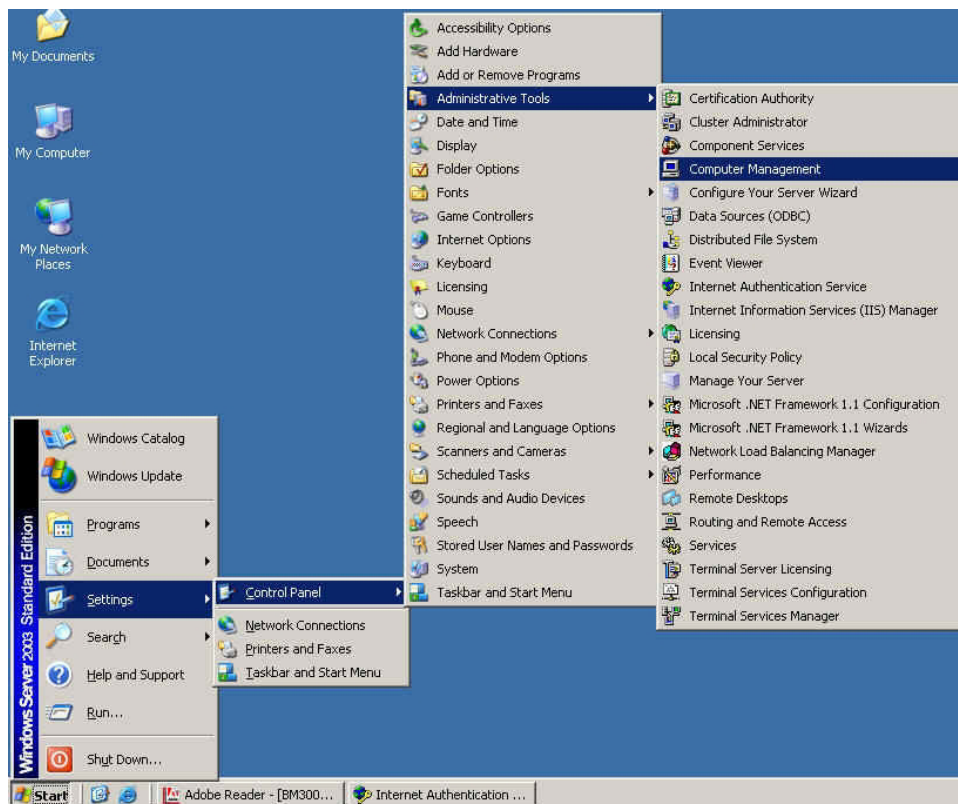 My Documents
My Computer
My Network
Places
Internet
Explorer
Windows Server 2003 Standard Edition
Windows Catalog
Windows Update
Programs
Documents
Settings
Search
Help and Support
Run...
Shut Down...
Control Panel
Network Connections
Printers and Faxes
Taskbar and Start Menu
Accessibility Options
Add Hardware
Add or Remove Programs
Administrative Tools
Date and Time
Display
Folder Options
Fonts
Game Controllers
Internet Options
Keyboard
Licensing
Mouse
Network Connections
Phone and Modem Options
Power Options
Printers and Faxes
Regional and Language Options
Scanners and Cameras
Scheduled Tasks
Sounds and Audio Devices
Speech
Stored User Names and Passwords
System
Taskbar and Start Menu
Certification Authority
Cluster Administrator
Component Services
Computer Management
Configure Your Server Wizard
Data Sources (ODBC)
Distributed File System
Event Viewer
Internet Authentication Service
Internet Information Services (IIS) Manager
Licensing
Local Security Policy
Manage Your Server
Microsoft .NET Framework 1.1 Configuration
Microsoft .NET Framework 1.1 Wizards
Network Load Balancing Manager
Performance
Remote Desktops
Routing and Remote Access
Services
Terminal Server Licensing
Terminal Services Configuration
Terminal Services Manager
Start
Adobe Reader - [BM300...
Internet Authentication ...